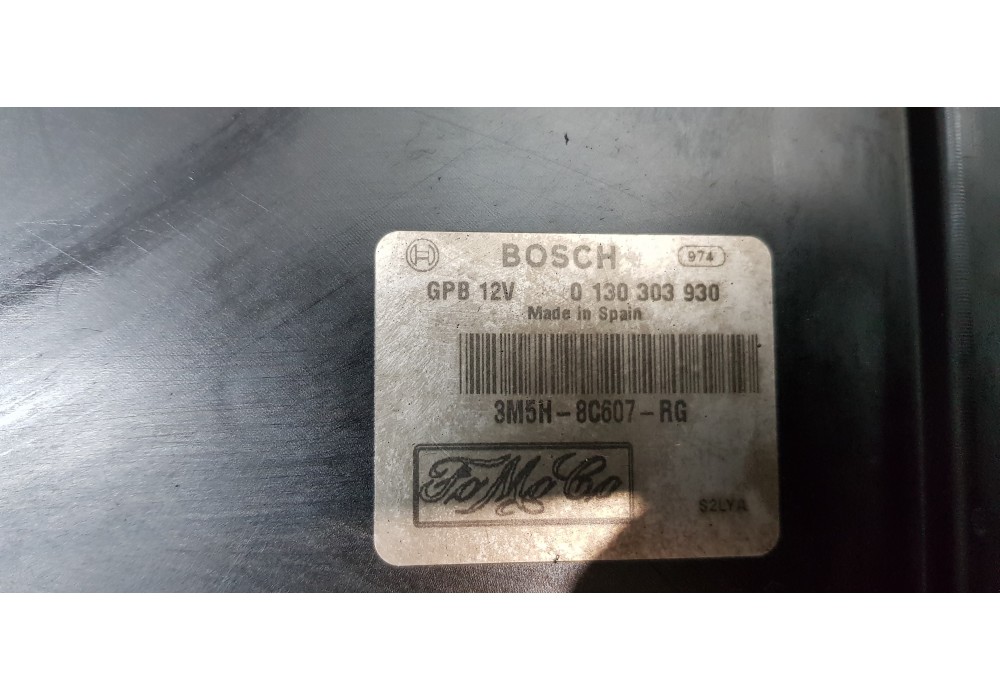 BOSCH 974
GPB 12V 0 130 303 930
Made in Spain
3M5H-8C607-RG
FoMoCo
S2LYA